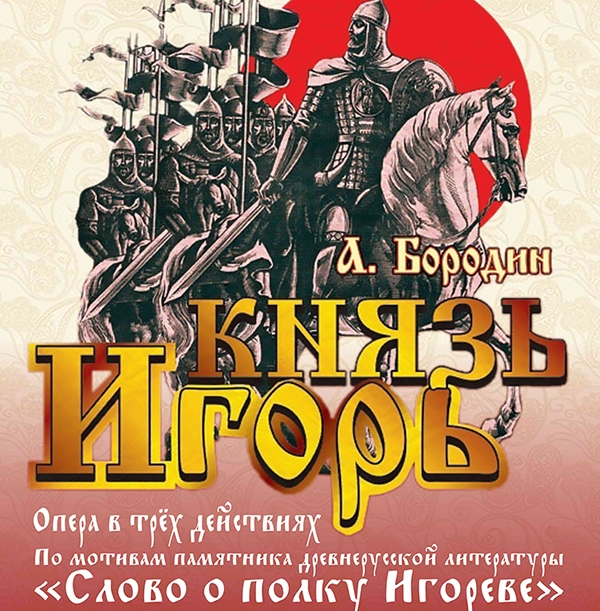 А. Бородин
князь
Игорь
Опера в трёх действиях
По мотивам памятника древнерусской литературы
«Слово о полку Игореве»